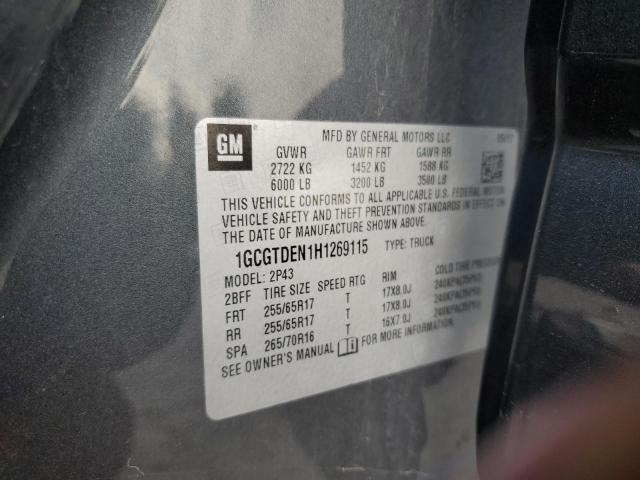 GM
MFD BY GENERAL MOTORS LLC
GVWR GAWR FRT GAWR RR
2722 KG 1452 KG 1588 KG
6000 LB 3200 LB 3500 LB
THIS VEHICLE CONFORMS TO ALL APPLICABLE U.S. FEDERAL MOTOR
VEHICLE SAFETY AND THEFT PREVENTION STANDARDS IN EFFECT ON
THE DATE OF MANUFACTURE SHOWN ABOVE.
1GCGTDEN1H1269115 TYPE: TRUCK
MODEL: 2P43
2BFF TIRE SIZE SPEED RTG RIM COLD TIRE
FRT 255/65R17 T 17X8.0J
RR 255/65R17 T 17X8.0J
SPA 265/70R16 T 16X7.0J
SEE OWNER'S MANUAL FOR MORE INFORMATION.